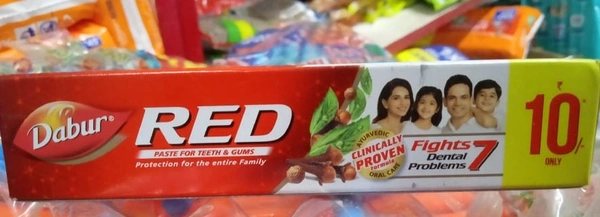 Dabur®
RED
PASTE FOR TEETH & GUMS
Protection for the entire Family
AYURVEDIC
CLINICALLY
PROVEN
formula
ORAL CARE
Fights 7
Dental
Problems
₹
10/-
ONLY